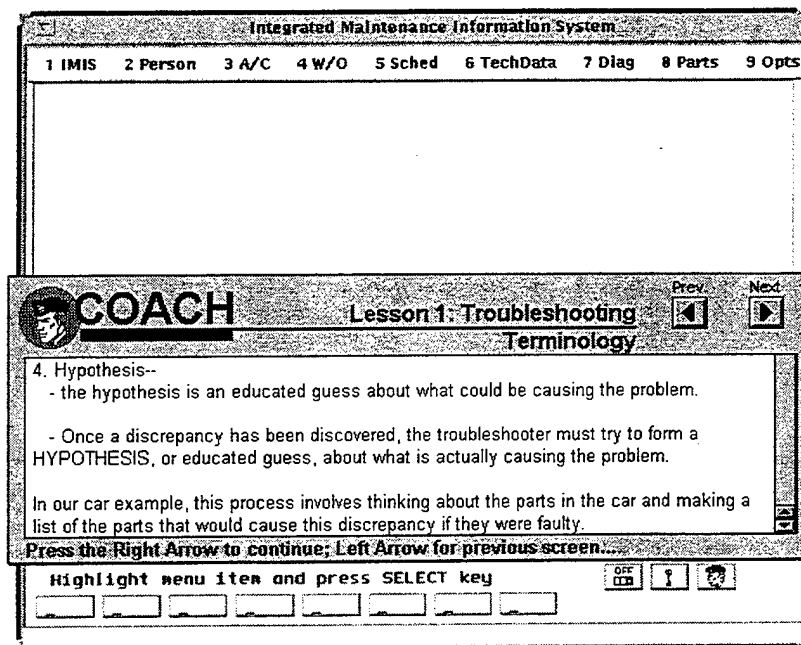 Integrated Maintenance Information System
1 IMIS 2 Person 3 A/C 4 W/O 5 Sched 6 TechData 7 Diag 8 Parts 9 Opts
Prev. Next
COACH Lesson 1: Troubleshooting
Terminology
4. Hypothesis--
- the hypothesis is an educated guess about what could be causing the problem.
- Once a discrepancy has been discovered, the troubleshooter must try to form a
HYPOTHESIS, or educated guess, about what is actually causing the problem.
In our car example, this process involves thinking about the parts in the car and making a
list of the parts that would cause this discrepancy if they were faulty.
Press the Right Arrow to continue; Left Arrow for previous screen....
Highlight menu item and press SELECT key
OFF